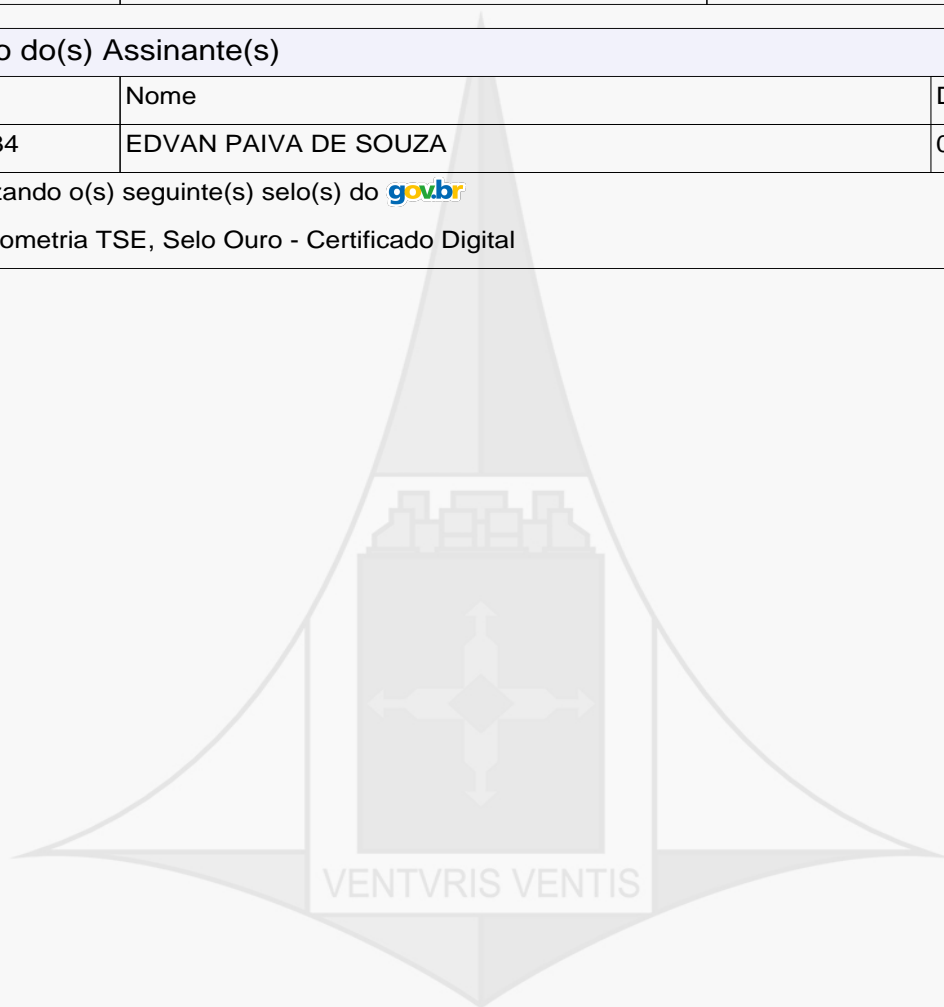 o do(s) Assinante(s)
Nome
34 EDVAN PAIVA DE SOUZA
tando o(s) seguinte(s) selo(s) do gov.br
ometria TSE, Selo Ouro - Certificado Digital
VENTVRIS VENTIS